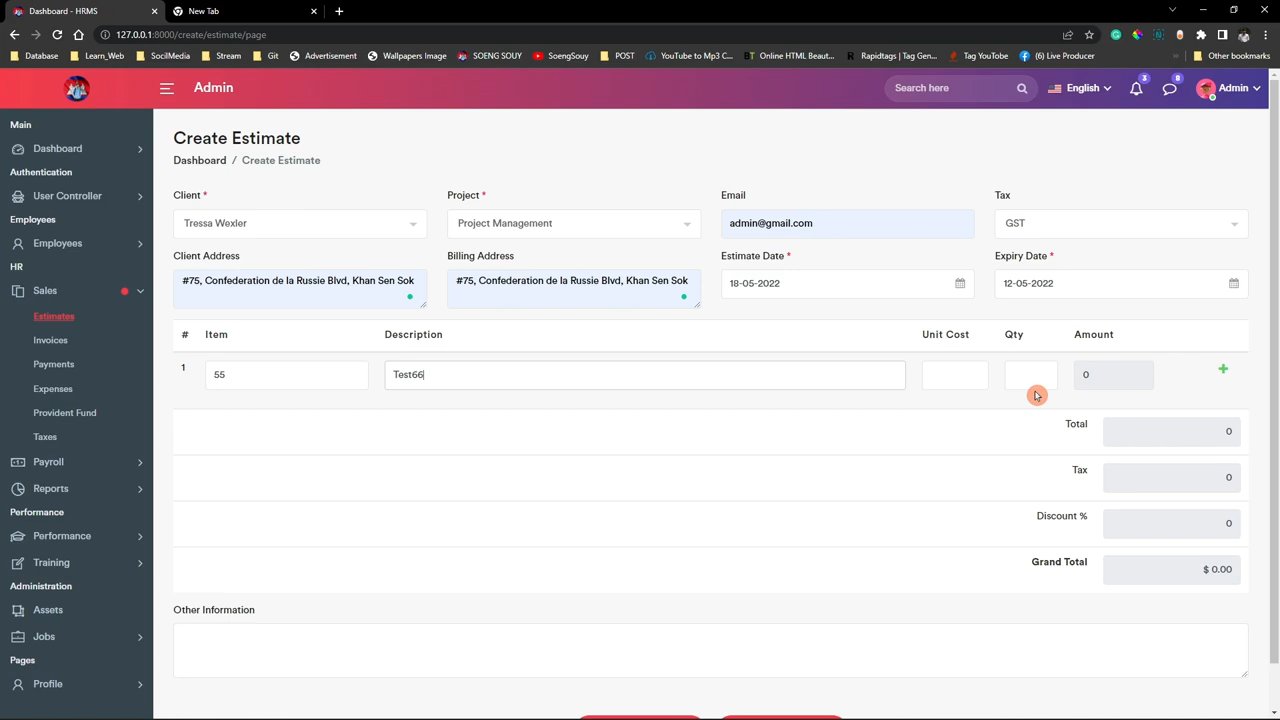 Dashboard - HRMS
New Tab
127.0.0.1:8000/create/estimate/page
Database
Learn_Web
SocilMedia
Stream
Git
Advertisement
Wallpapers Image
SOENG SOUY
SoengSouy
POST
YouTube to Mp3 C...
Online HTML Beaut...
Rapidtags | Tag Gen...
Tag YouTube
(6) Live Producer
Other bookmarks
Admin
Search here
English
3
8
Admin
Main
Dashboard
Authentication
User Controller
Employees
Employees
HR
Sales
Estimates
Invoices
Payments
Expenses
Provident Fund
Taxes
Payroll
Reports
Performance
Performance
Training
Administration
Assets
Jobs
Pages
Profile
Create Estimate
Dashboard / Create Estimate
Client *
Project *
Email
Tax
Tressa Wexler
Project Management
admin@gmail.com
GST
Client Address
Billing Address
Estimate Date *
Expiry Date *
#75, Confederation de la Russie Blvd, Khan Sen Sok
#75, Confederation de la Russie Blvd, Khan Sen Sok
18-05-2022
12-05-2022
# Item Description Unit Cost Qty Amount
1 55 Test66 0
Total 0
Tax 0
Discount % 0
Grand Total $ 0.00
Other Information